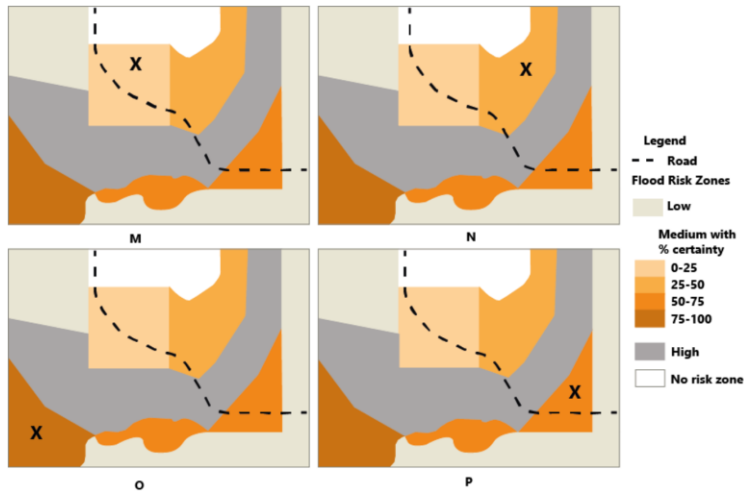 X
X
M
N
X
X
O
P
Legend
Road
Flood Risk Zones
Low
Medium with
% certainty
0-25
25-50
50-75
75-100
High
No risk zone